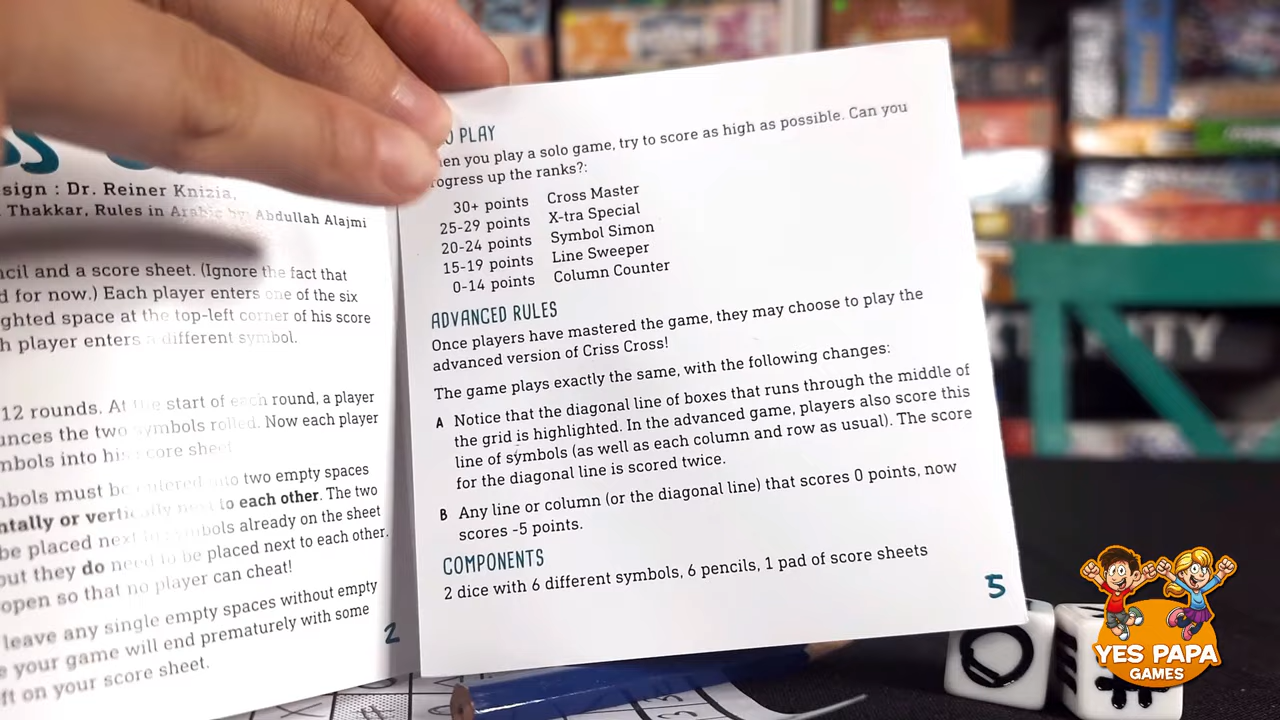 sign : Dr. Reiner Knizia,
Thakkar, Rules in Arabic by Abdullah Alajmi
and a score sheet. (Ignore the fact that
for now.) Each player enters one of the six
space at the top-left corner of his score
player enters a different symbol.
12 rounds. At the start of each round, a player
the two symbols rolled. Now each player
into his score sheet
must be entered into two empty spaces
or vertically next to each other. The two
be placed next to symbols already on the sheet
but they do need to be placed next to each other.
open so that no player can cheat!
leave any single empty spaces without empty
your game will end prematurely with some
on your score sheet.
2
PLAY
you play a solo game, try to score as high as possible. Can you
rogress up the ranks?:
30+ points Cross Master
25-29 points X-tra Special
20-24 points Symbol Simon
15-19 points Line Sweeper
0-14 points Column Counter
ADVANCED RULES
Once players have mastered the game, they may choose to play the
advanced version of Criss Cross!
The game plays exactly the same, with the following changes:
A Notice that the diagonal line of boxes that runs through the middle of
the grid is highlighted. In the advanced game, players also score this
line of symbols (as well as each column and row as usual). The score
for the diagonal line is scored twice.
B Any line or column (or the diagonal line) that scores 0 points, now
scores -5 points.
COMPONENTS
2 dice with 6 different symbols, 6 pencils, 1 pad of score sheets
5
YES PAPA
GAMES